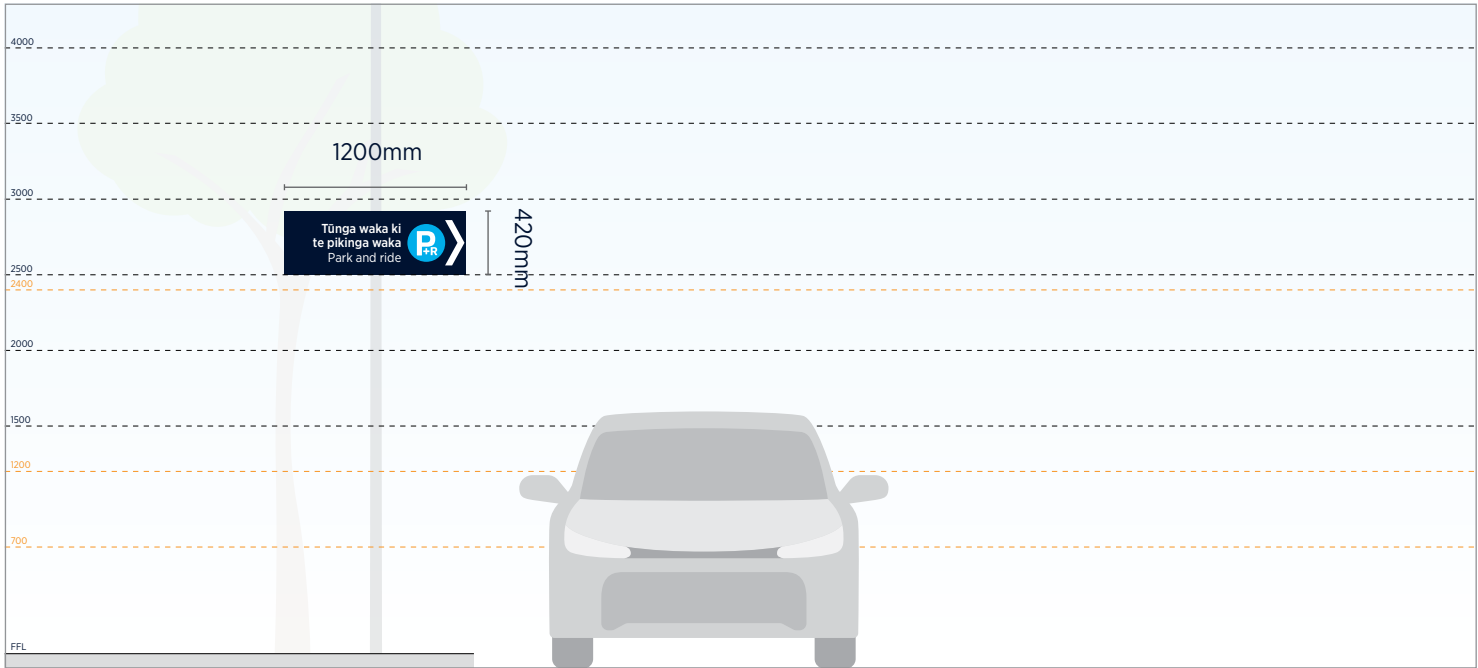 4000
3500
1200mm
3000
Tūnga waka ki
te pikinga waka
Park and ride
P
+R
420mm
2500
2400
2000
1500
1200
700
FFL